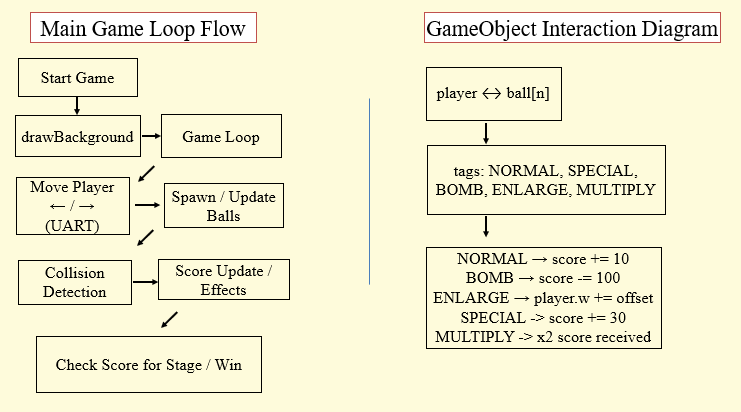 Main Game Loop Flow
Start Game
drawBackground
Game Loop
Move Player
← / →
(UART)
Spawn / Update
Balls
Collision
Detection
Score Update /
Effects
Check Score for Stage / Win
GameObject Interaction Diagram
player ↔ ball[n]
tags: NORMAL, SPECIAL,
BOMB, ENLARGE, MULTIPLY
NORMAL → score += 10
BOMB → score -= 100
ENLARGE → player.w += offset
SPECIAL -> score += 30
MULTIPLY -> x2 score received